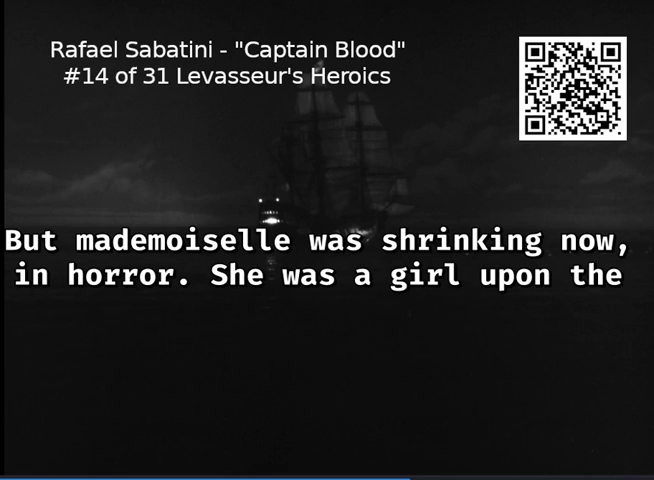 Rafael Sabatini - "Captain Blood"
#14 of 31 Levasseur's Heroics
But mademoiselle was shrinking now,
in horror. She was a girl upon the